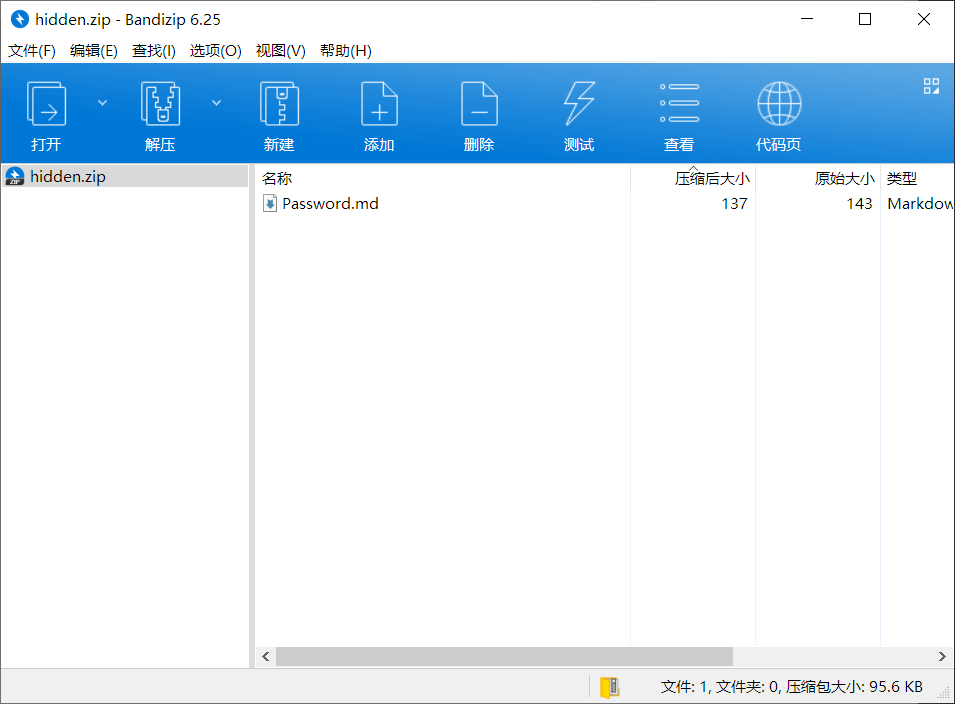 hidden.zip - Bandizip 6.25
文件(F) 编辑(E) 查找(I) 选项(O) 视图(V) 帮助(H)
打开 解压 新建 添加 删除 测试 查看 代码页
hidden.zip
名称 压缩后大小 原始大小 类型
Password.md 137 143 Markdow
文件: 1, 文件夹: 0, 压缩包大小: 95.6 KB